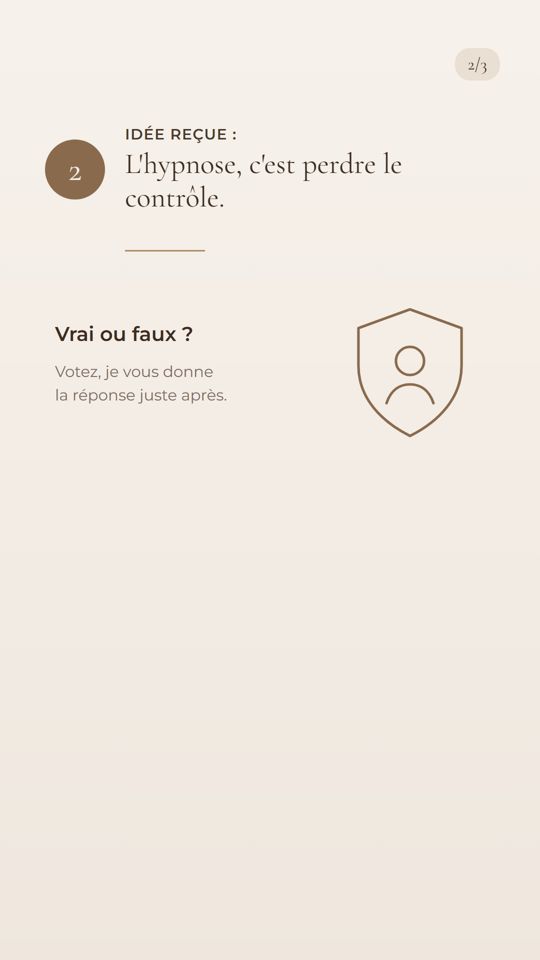 2/3
2
IDÉE REÇUE :
L'hypnose, c'est perdre le
contrôle.
Vrai ou faux ?
Votez, je vous donne
la réponse juste après.